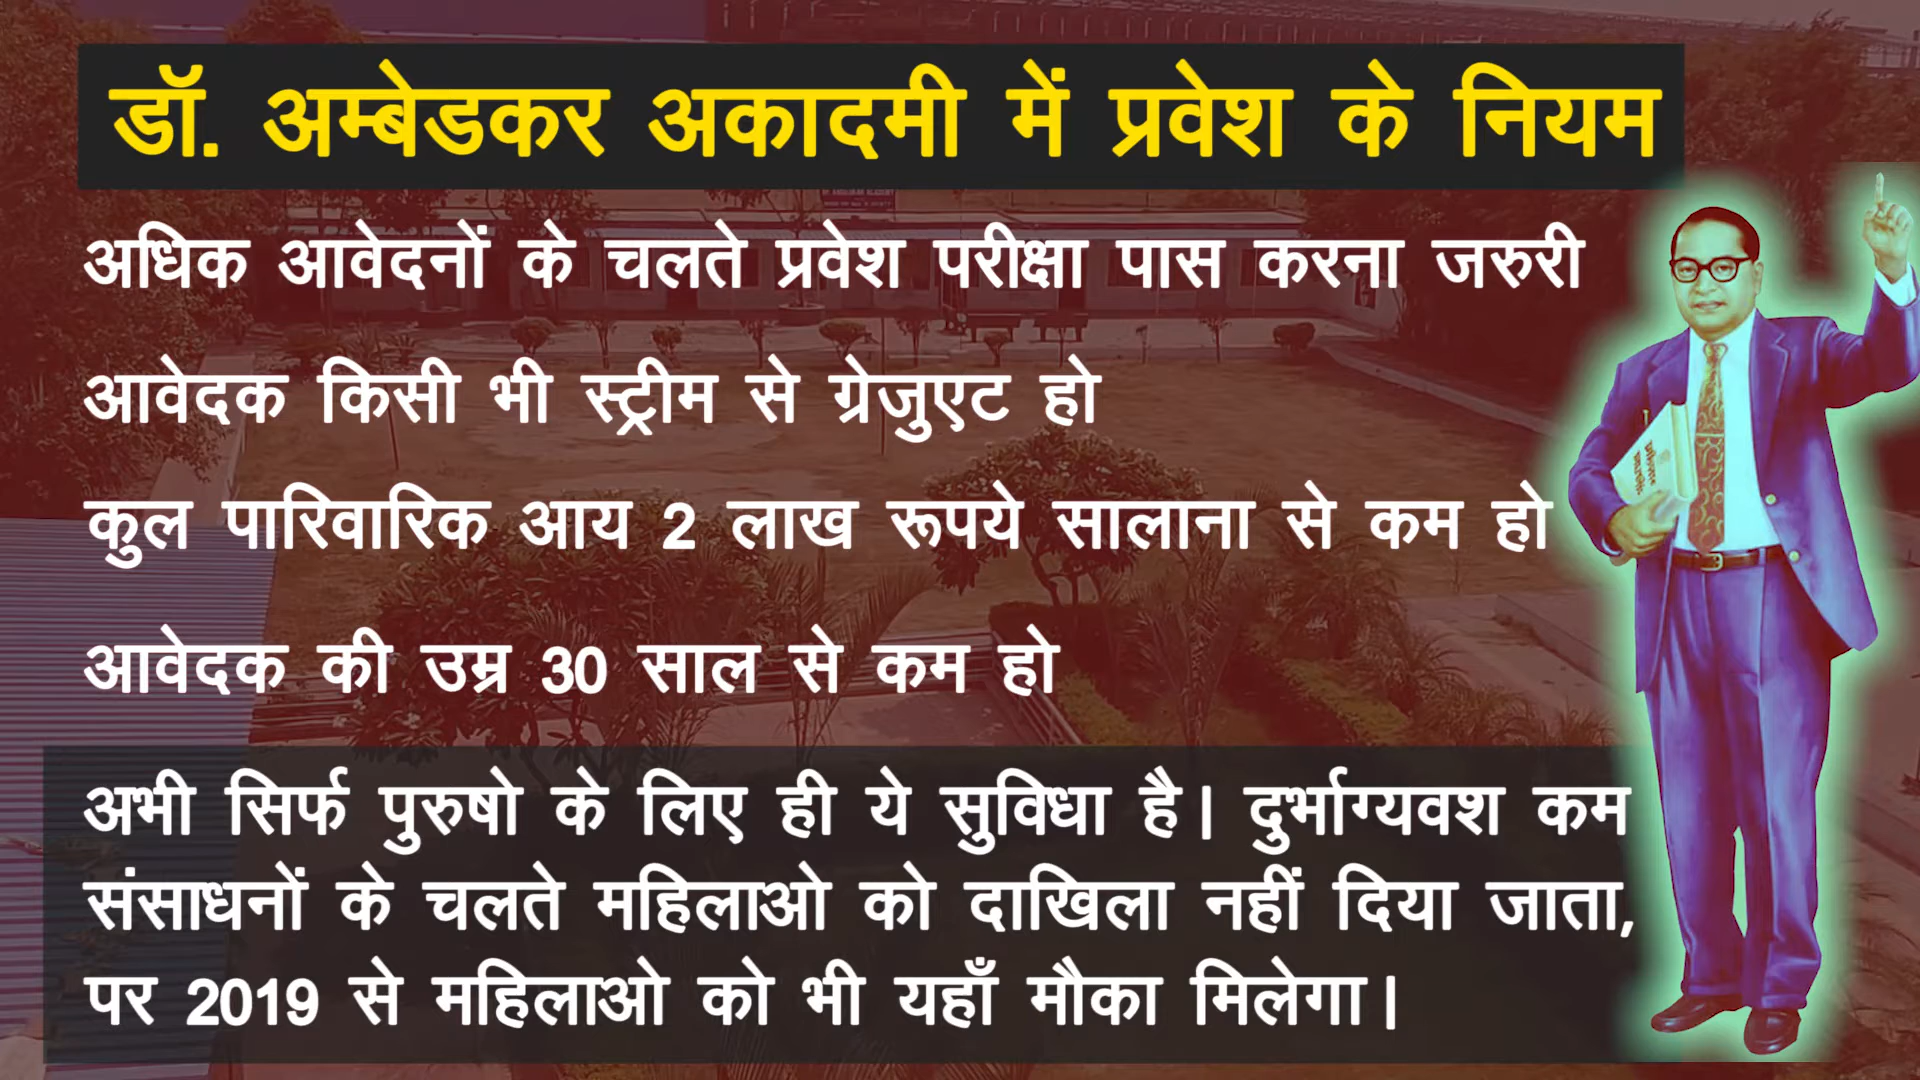 डॉ. अम्बेडकर अकादमी में प्रवेश के नियम
अधिक आवेदनों के चलते प्रवेश परीक्षा पास करना जरुरी
आवेदक किसी भी स्ट्रीम से ग्रेजुएट हो
कुल पारिवारिक आय 2 लाख रूपये सालाना से कम हो
आवेदक की उम्र 30 साल से कम हो
अभी सिर्फ पुरुषो के लिए ही ये सुविधा है। दुर्भाग्यवश कम
संसाधनों के चलते महिलाओ को दाखिला नहीं दिया जाता,
पर 2019 से महिलाओ को भी यहाँ मौका मिलेगा।